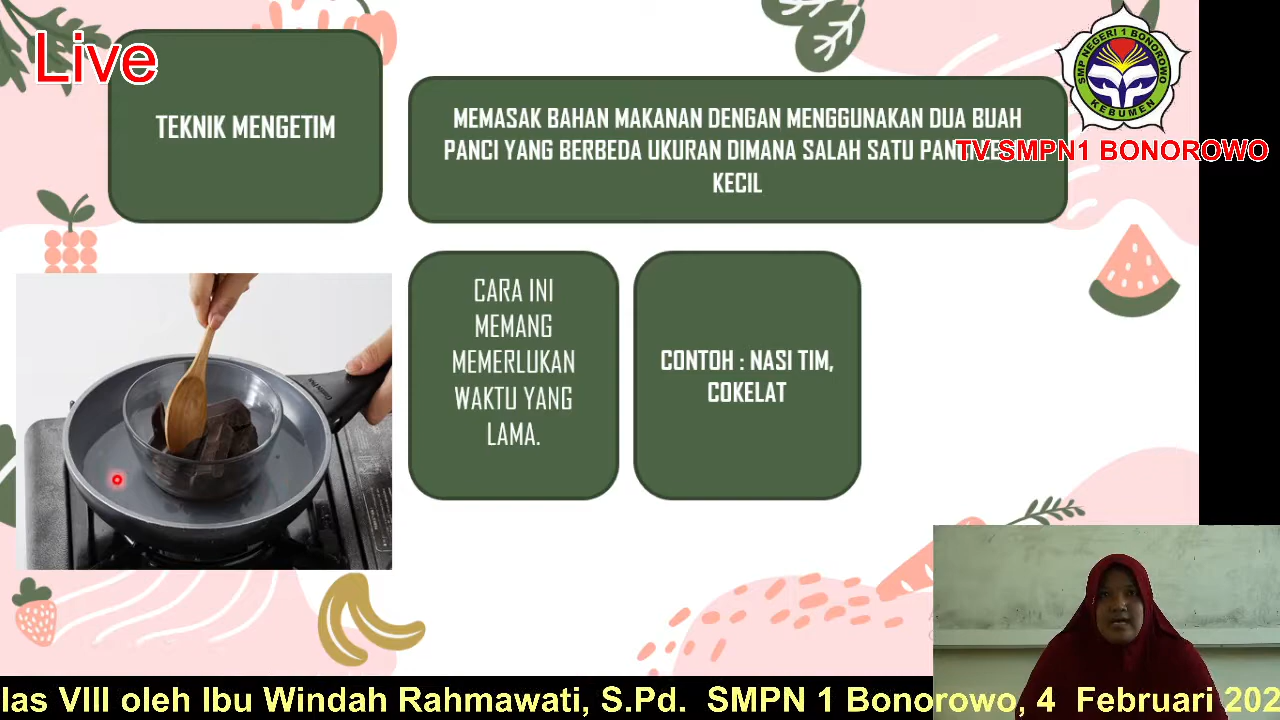 Live
TEKNIK MENGETIM
MEMASAK BAHAN MAKANAN DENGAN MENGGUNAKAN DUA BUAH
PANCI YANG BERBEDA UKURAN DIMANA SALAH SATU PANCI
KECIL
SMP NEGERI 1 BONOROWO
KEBUMEN
TV SMPN1 BONOROWO
CARA INI
MEMANG
MEMERLUKAN
WAKTU YANG
LAMA.
CONTOH : NASI TIM,
COKELAT
las VIII oleh Ibu Windah Rahmawati, S.Pd. SMPN 1 Bonorowo, 4 Februari 202